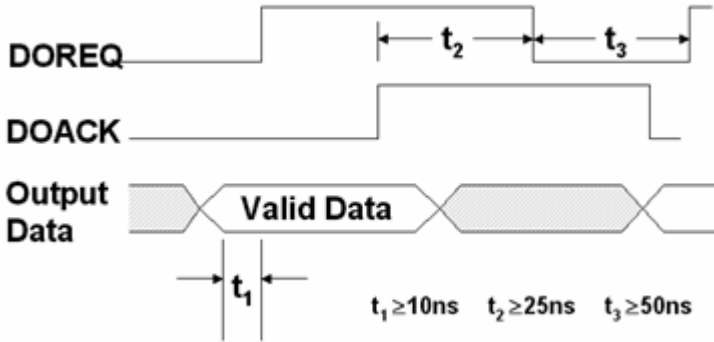 DOREQ
t₂
t₃
DOACK
Output
Data
Valid Data
t₁
t₁ ≥10ns t₂ ≥25ns t₃ ≥50ns